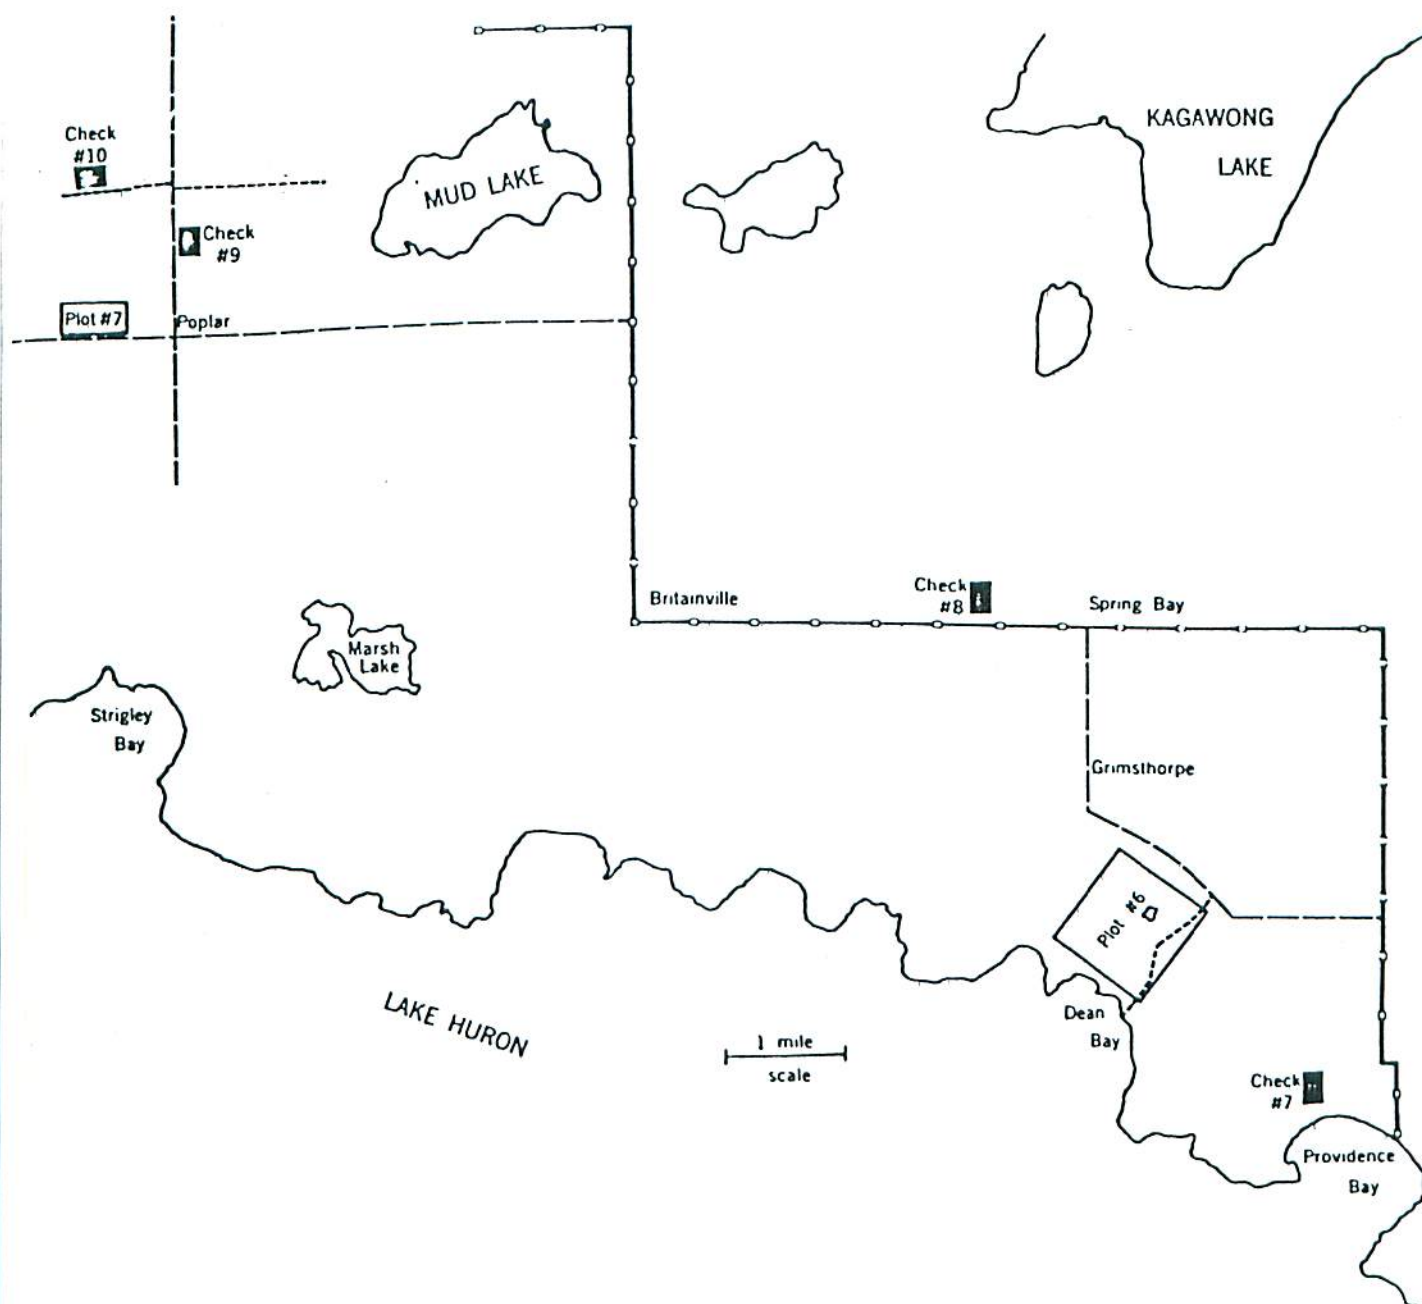 KAGAWONG
LAKE
Check
#10
MUD LAKE
Check
#9
Plot #7
Poplar
Britainville
Check
#8
Spring Bay
Marsh
Lake
Strigley
Bay
Grimsthorpe
Plot #6
LAKE HURON
Dean
Bay
1 mile
scale
Check
#7
Providence
Bay